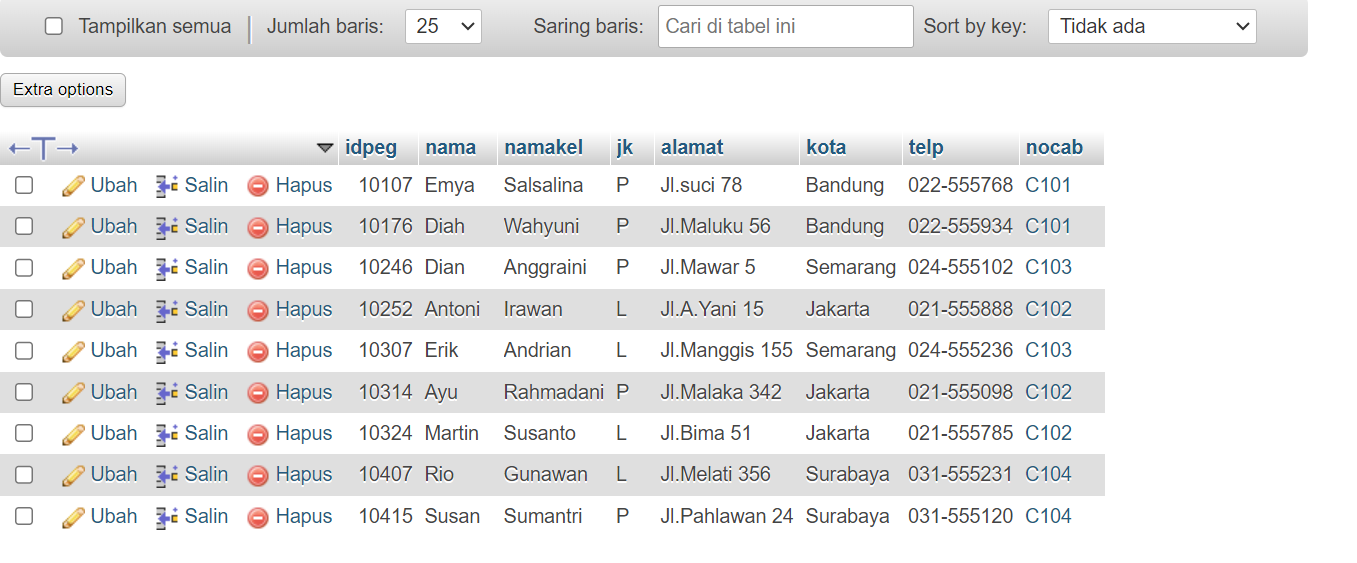 Tampilkan semua Jumlah baris: 25 Saring baris: Cari di tabel ini Sort by key: Tidak ada
Extra options
←T→ idpeg nama namakel jk alamat kota telp nocab
Ubah Salin Hapus 10107 Emya Salsalina P Jl.suci 78 Bandung 022-555768 C101
Ubah Salin Hapus 10176 Diah Wahyuni P Jl.Maluku 56 Bandung 022-555934 C101
Ubah Salin Hapus 10246 Dian Anggraini P Jl.Mawar 5 Semarang 024-555102 C103
Ubah Salin Hapus 10252 Antoni Irawan L Jl.A.Yani 15 Jakarta 021-555888 C102
Ubah Salin Hapus 10307 Erik Andrian L Jl.Manggis 155 Semarang 024-555236 C103
Ubah Salin Hapus 10314 Ayu Rahmadani P Jl.Malaka 342 Jakarta 021-555098 C102
Ubah Salin Hapus 10324 Martin Susanto L Jl.Bima 51 Jakarta 021-555785 C102
Ubah Salin Hapus 10407 Rio Gunawan L Jl.Melati 356 Surabaya 031-555231 C104
Ubah Salin Hapus 10415 Susan Sumantri P Jl.Pahlawan 24 Surabaya 031-555120 C104